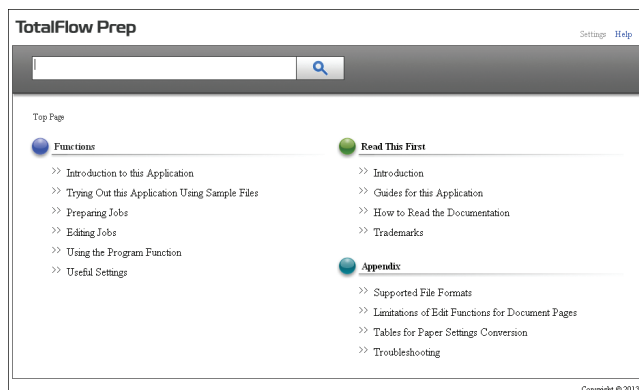 TotalFlow Prep
Settings Help
Top Page
Functions
>> Introduction to this Application
>> Trying Out this Application Using Sample Files
>> Preparing Jobs
>> Editing Jobs
>> Using the Program Function
>> Useful Settings
Read This First
>> Introduction
>> Guides for this Application
>> How to Read the Documentation
>> Trademarks
Appendix
>> Supported File Formats
>> Limitations of Edit Functions for Document Pages
>> Tables for Paper Settings Conversion
>> Troubleshooting
Copyright © 2013